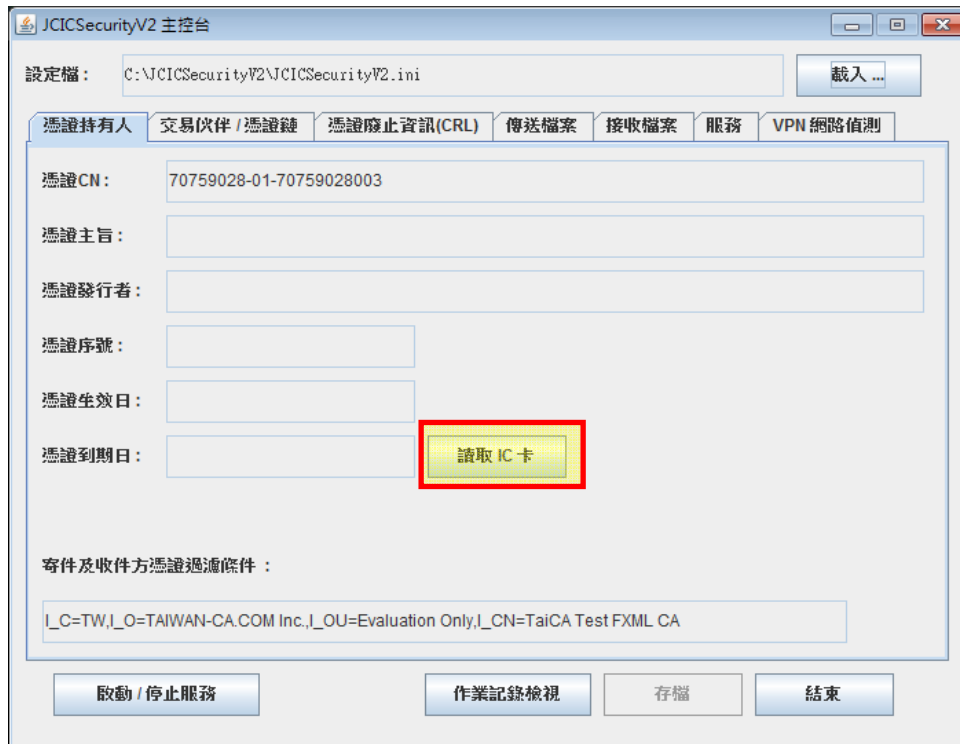 JCICSecurityV2 主控台
設定檔： C:\JCICSecurityV2\JCICSecurityV2.ini 載入 ...
憑證持有人 交易伙伴 / 憑證鏈 憑證廢止資訊(CRL) 傳送檔案 接收檔案 服務 VPN 網路偵測
憑證CN： 70759028-01-70759028003
憑證主旨：
憑證發行者：
憑證序號：
憑證生效日：
憑證到期日： 讀取 IC 卡
寄件及收件方憑證過濾條件 ：
I_C=TW,I_O=TAIWAN-CA.COM Inc.,I_OU=Evaluation Only,I_CN=TaiCA Test FXML CA
啟動 / 停止服務 作業記錄檢視 存檔 結束